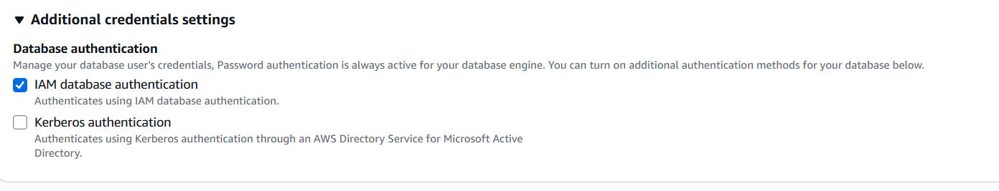 Additional credentials settings
Database authentication
Manage your database user's credentials, Password authentication is always active for your database engine. You can turn on additional authentication methods for your database below.
IAM database authentication
Authenticates using IAM database authentication.
Kerberos authentication
Authenticates using Kerberos authentication through an AWS Directory Service for Microsoft Active
Directory.